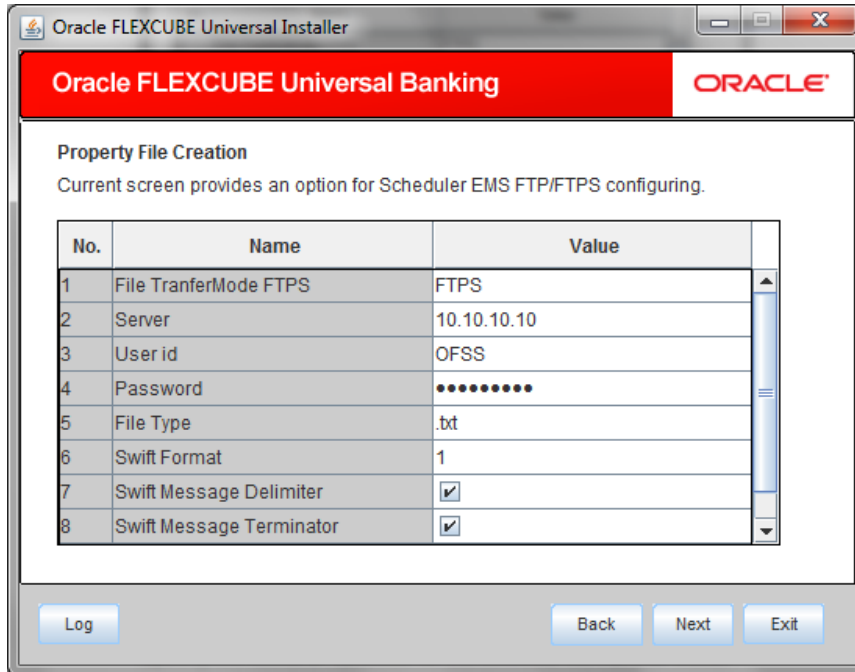 Oracle FLEXCUBE Universal Installer
Oracle FLEXCUBE Universal Banking
ORACLE
Property File Creation
Current screen provides an option for Scheduler EMS FTP/FTPS configuring.
No. Name Value
1 File TranferMode FTPS FTPS
2 Server 10.10.10.10
3 User id OFSS
4 Password •••••••••
5 File Type .txt
6 Swift Format 1
7 Swift Message Delimiter
8 Swift Message Terminator
Log Back Next Exit